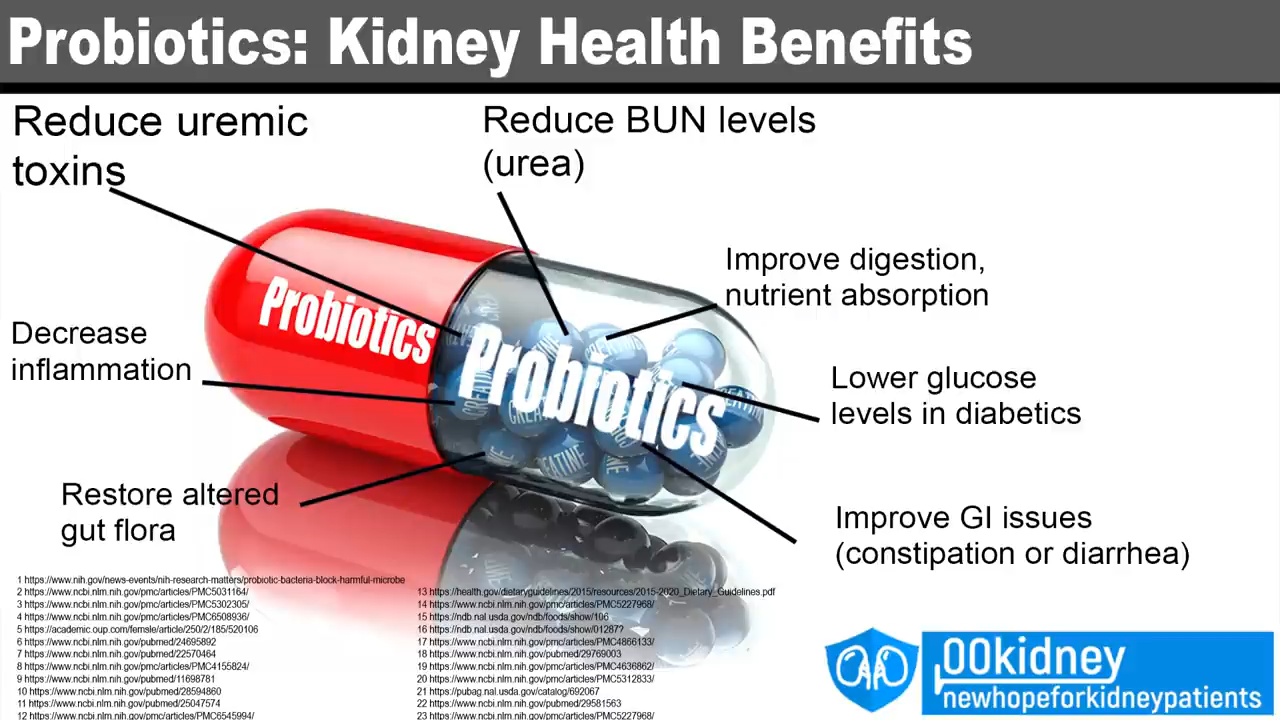 Probiotics: Kidney Health Benefits
Reduce uremic
toxins
Reduce BUN levels
(urea)
Improve digestion,
nutrient absorption
Decrease
inflammation
Lower glucose
levels in diabetics
Restore altered
gut flora
Improve GI issues
(constipation or diarrhea)
Probiotics
Probiotics
CREATINE
1 https://www.nih.gov/news-events/nih-research-matters/probiotic-bacteria-block-harmful-microbe
2 https://www.ncbi.nlm.nih.gov/pmc/articles/PMC5031164/
3 https://www.ncbi.nlm.nih.gov/pmc/articles/PMC5302305/
4 https://www.ncbi.nlm.nih.gov/pmc/articles/PMC6508936/
5 https://academic.oup.com/femsle/article/250/2/185/520106
6 https://www.ncbi.nlm.nih.gov/pubmed/24695892
7 https://www.ncbi.nlm.nih.gov/pubmed/22570464
8 https://www.ncbi.nlm.nih.gov/pmc/articles/PMC4155824/
9 https://www.ncbi.nlm.nih.gov/pubmed/11698781
10 https://www.ncbi.nlm.nih.gov/pubmed/28594860
11 https://www.ncbi.nlm.nih.gov/pubmed/25047574
12 https://www.ncbi.nlm.nih.gov/pmc/articles/PMC6545994/
13 https://health.gov/dietaryguidelines/2015/resources/2015-2020_Dietary_Guidelines.pdf
14 https://www.ncbi.nlm.nih.gov/pmc/articles/PMC5227968/
15 https://ndb.nal.usda.gov/ndb/foods/show/106
16 https://ndb.nal.usda.gov/ndb/foods/show/01287?
17 https://www.ncbi.nlm.nih.gov/pmc/articles/PMC4866133/
18 https://www.ncbi.nlm.nih.gov/pubmed/29769003
19 https://www.ncbi.nlm.nih.gov/pmc/articles/PMC4636862/
20 https://www.ncbi.nlm.nih.gov/pmc/articles/PMC5312833/
21 https://pubag.nal.usda.gov/catalog/692067
22 https://www.ncbi.nlm.nih.gov/pubmed/29581563
23 https://www.ncbi.nlm.nih.gov/pmc/articles/PMC5227968/
00kidney
newhopeforkidneypatients